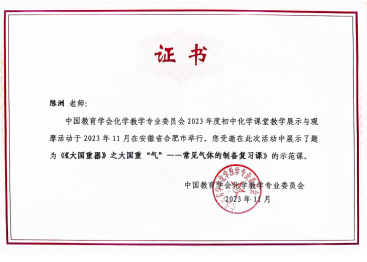 证书
陈洲 老师：
中国教育学会化学教学专业委员会2023年度初中化学课堂教学展示与观
摩活动于2023年11月在安徽省合肥市举行。您受邀在此次活动中展示了题
为《《大国重器》之大国重“气”——常见气体的制备复习课》的示范课。
中国教育学会化学教学专业委员会
2023年11月